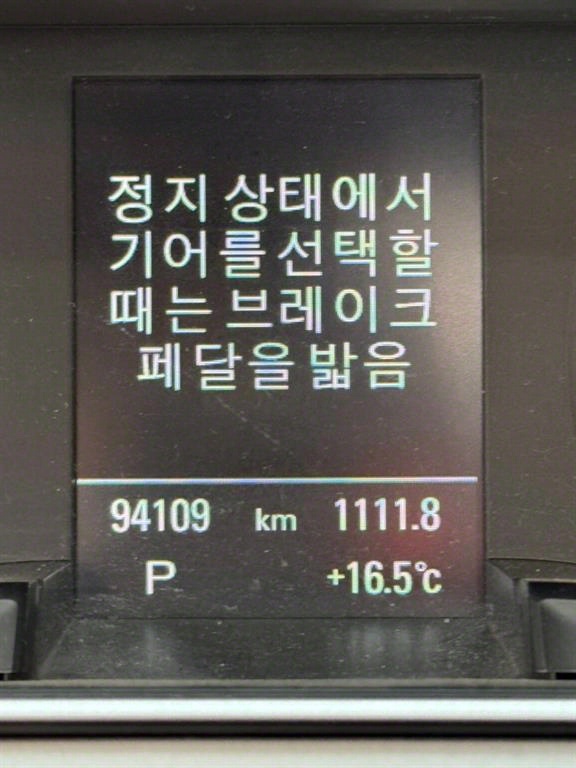 정지 상태에서
기어를 선택할
때는 브레이크
페달을 밟음
94109 km 1111.8
P +16.5℃